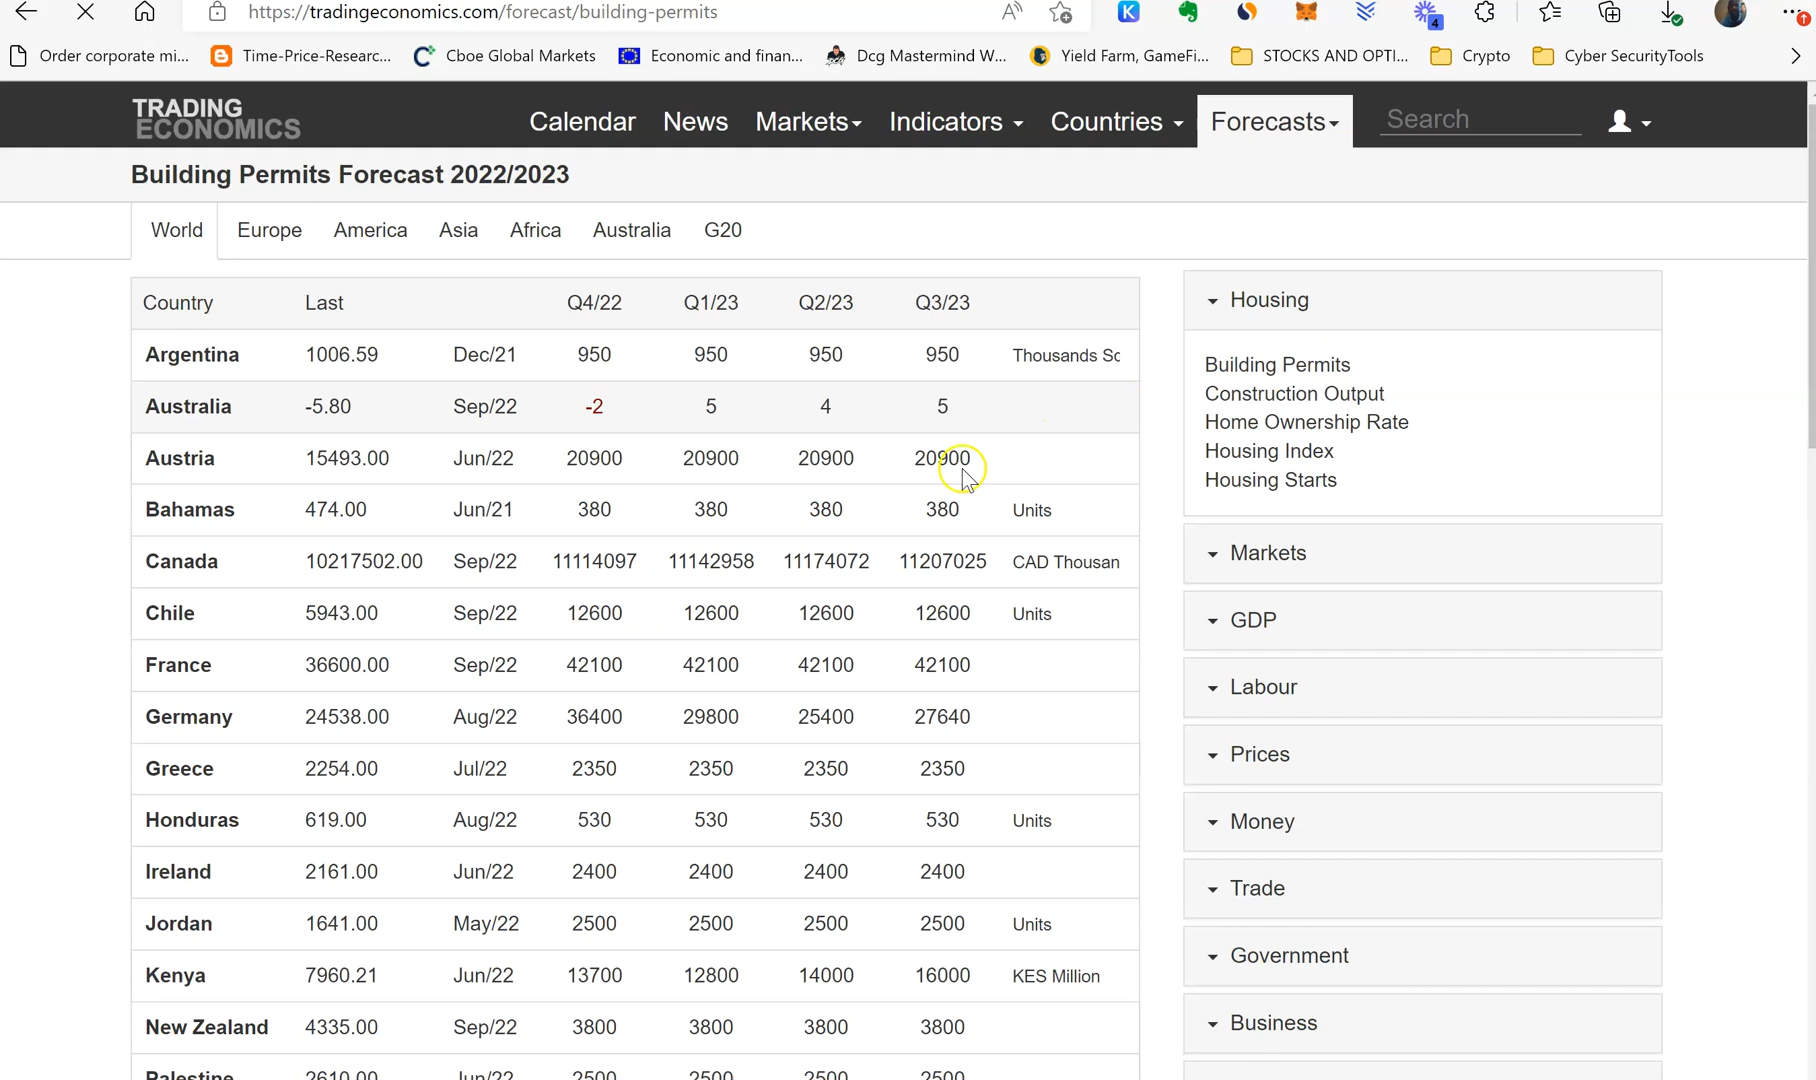 https://tradingeconomics.com/forecast/building-permits
4
Order corporate mi...
Time-Price-Researc...
Cboe Global Markets
Economic and finan...
Dcg Mastermind W...
Yield Farm, GameFi...
STOCKS AND OPTI...
Crypto
Cyber SecurityTools
TRADING
ECONOMICS
Calendar
News
Markets
Indicators
Countries
Forecasts
Search
Building Permits Forecast 2022/2023
World Europe America Asia Africa Australia G20
Country Last Q4/22 Q1/23 Q2/23 Q3/23
Argentina 1006.59 Dec/21 950 950 950 950 Thousands Sc
Australia -5.80 Sep/22 -2 5 4 5
Austria 15493.00 Jun/22 20900 20900 20900 20900
Bahamas 474.00 Jun/21 380 380 380 380 Units
Canada 10217502.00 Sep/22 11114097 11142958 11174072 11207025 CAD Thousan
Chile 5943.00 Sep/22 12600 12600 12600 12600 Units
France 36600.00 Sep/22 42100 42100 42100 42100
Germany 24538.00 Aug/22 36400 29800 25400 27640
Greece 2254.00 Jul/22 2350 2350 2350 2350
Honduras 619.00 Aug/22 530 530 530 530 Units
Ireland 2161.00 Jun/22 2400 2400 2400 2400
Jordan 1641.00 May/22 2500 2500 2500 2500 Units
Kenya 7960.21 Jun/22 13700 12800 14000 16000 KES Million
New Zealand 4335.00 Sep/22 3800 3800 3800 3800
Palestine 2610.00 Jun/22 2500 2500 2500 2500
Housing
Building Permits
Construction Output
Home Ownership Rate
Housing Index
Housing Starts
Markets
GDP
Labour
Prices
Money
Trade
Government
Business